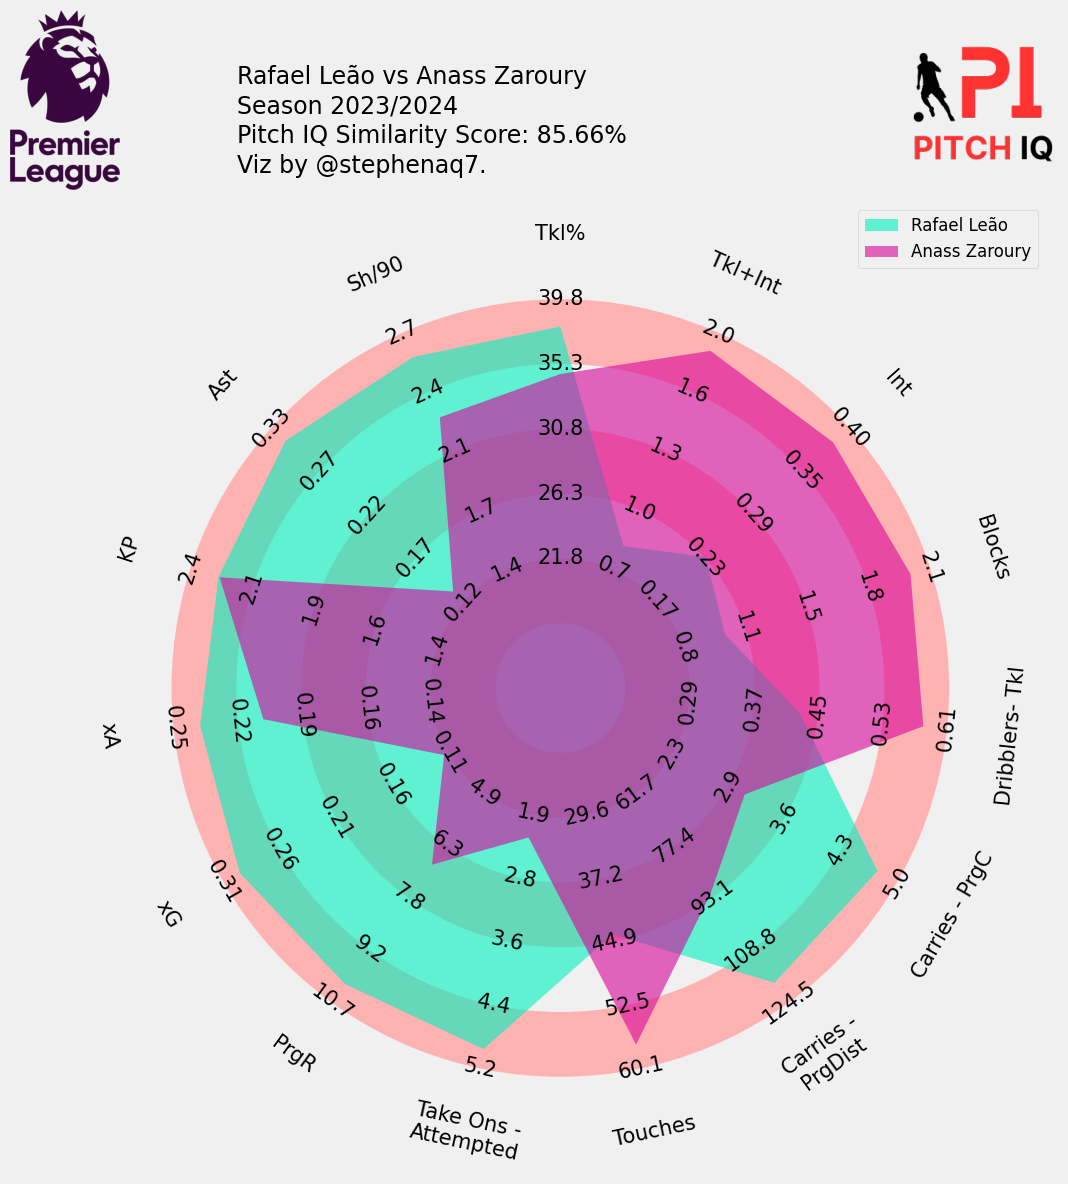 Premier
League
Rafael Leão vs Anass Zaroury
Season 2023/2024
Pitch IQ Similarity Score: 85.66%
Viz by @stephenaq7.
PI
PITCH IQ
Rafael Leão
Anass Zaroury
Tkl%
39.8
35.3
30.8
26.3
21.8
Tkl+Int
2.0
1.6
1.3
1.0
0.7
Int
0.40
0.35
0.29
0.23
0.17
Blocks
2.1
1.8
1.5
1.1
0.8
Dribblers- Tkl
0.61
0.53
0.45
0.37
0.29
Carries - PrgC
5.0
4.3
3.6
2.9
2.3
Carries -
PrgDist
124.5
108.8
93.1
77.4
61.7
Touches
60.1
52.5
44.9
37.2
29.6
Take Ons -
Attempted
5.2
4.4
3.6
2.8
1.9
PrgR
10.7
9.2
7.8
6.3
4.9
xG
0.31
0.26
0.21
0.16
0.11
xA
0.25
0.22
0.19
0.16
0.14
KP
2.4
2.1
1.9
1.6
1.4
Ast
0.33
0.27
0.22
0.17
0.12
Sh/90
2.7
2.4
2.1
1.7
1.4